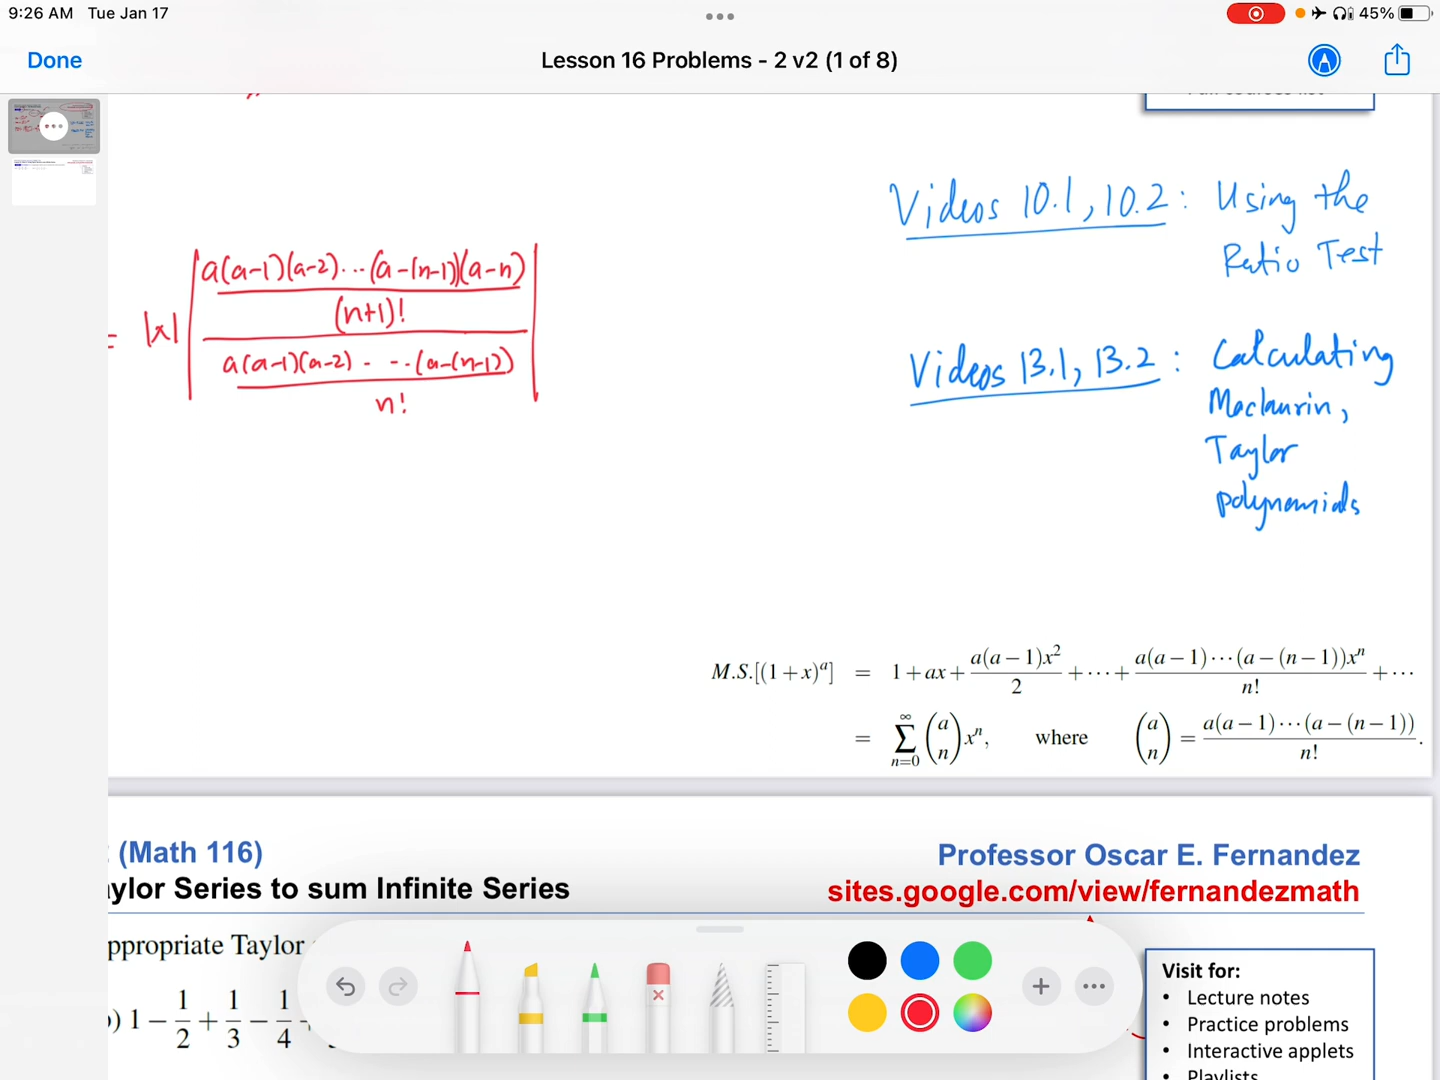 9:26 AM Tue Jan 17
45%
Done
Lesson 16 Problems - 2 v2 (1 of 8)
Videos 10.1, 10.2 : Using the
Ratio Test
= |x| | a(a-1)(a-2)...(a-(n-1))(a-n)
(n+1)!
a(a-1)(a-2) - -..(a-(n-1))
n! |
Videos 13.1, 13.2 : Calculating
Maclaurin,
Taylor
polynomials
M.S.[(1+x)^a] = 1+ax+ a(a−1)x^2 / 2 +⋯+ a(a−1)⋯(a−(n−1))x^n / n! +⋯
= ∑_{n=0}^{∞} (a n) x^n, where (a n) = a(a−1)⋯(a−(n−1)) / n! .
(Math 116)
Professor Oscar E. Fernandez
aylor Series to sum Infinite Series
sites.google.com/view/fernandezmath
ppropriate Taylor
) 1 − 1/2 + 1/3 − 1/4
Visit for:
• Lecture notes
• Practice problems
• Interactive applets
• Playlists